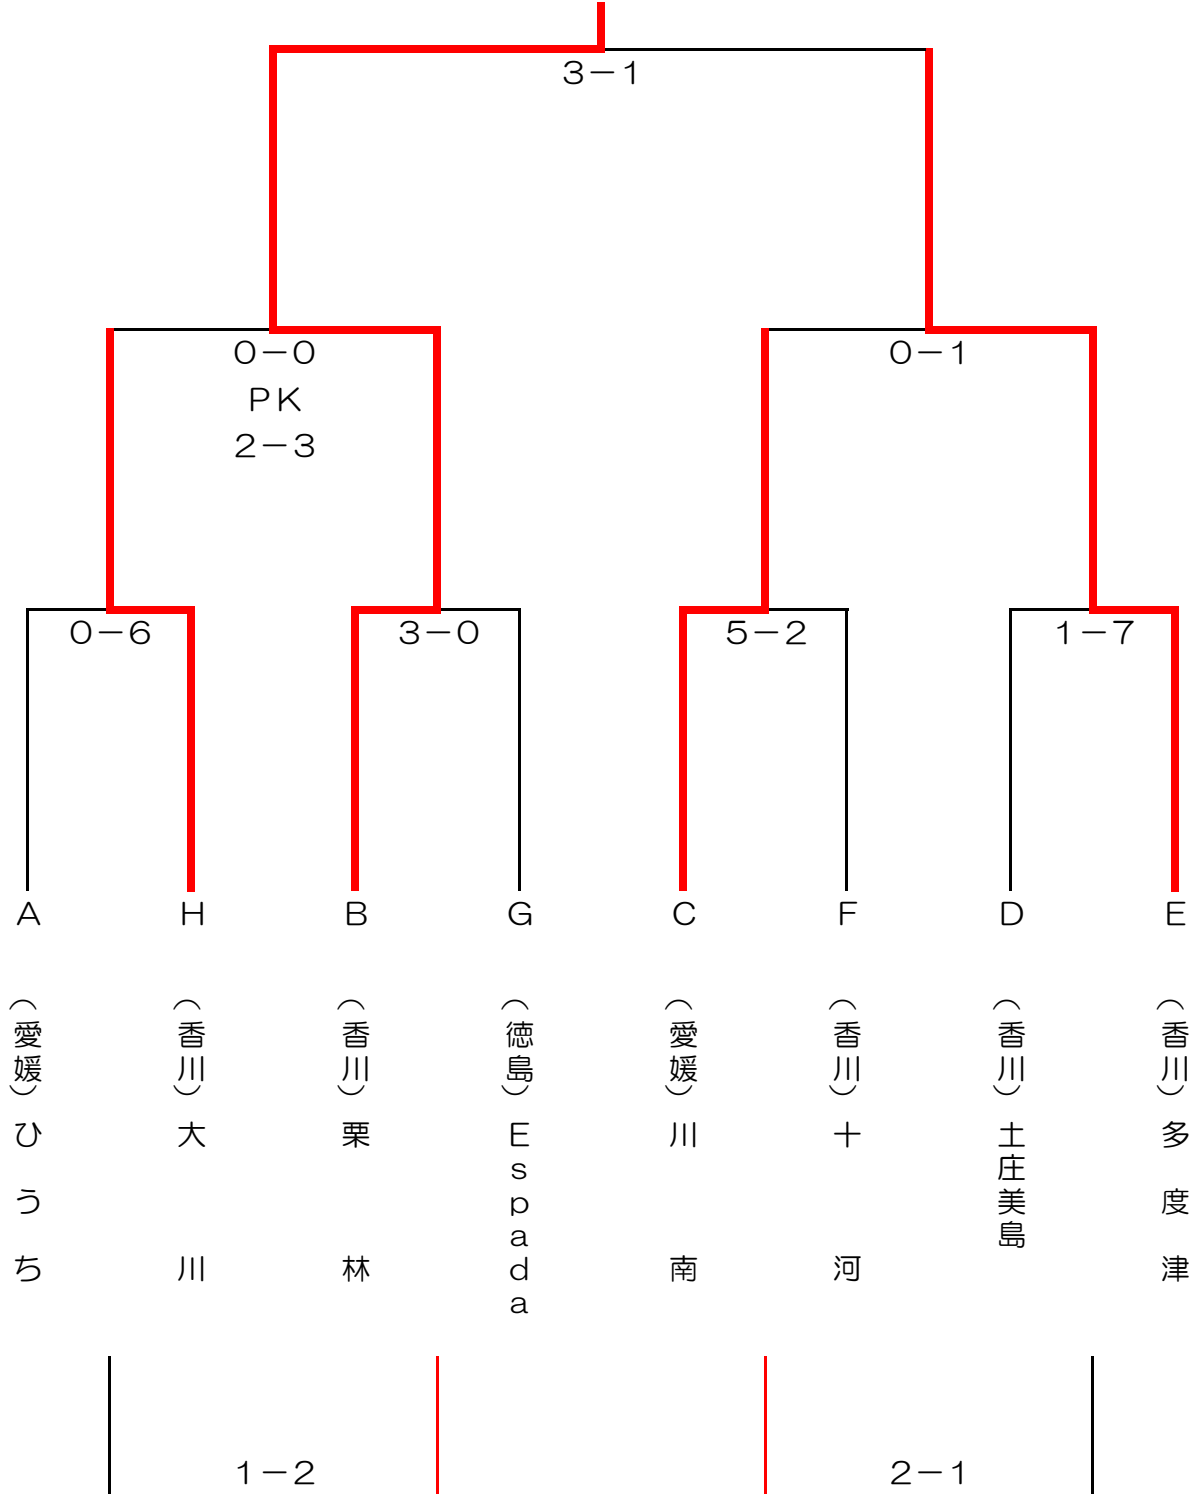 3−1
0−0
PK
2−3
0−1
0−6
3−0
5−2
1−7
A
H
B
G
C
F
D
E
（愛媛）ひうち
（香川）大川
（香川）栗林
（徳島）Espada
（愛媛）川南
（香川）十河
（香川）土庄美島
（香川）多度津
1−2
2−1